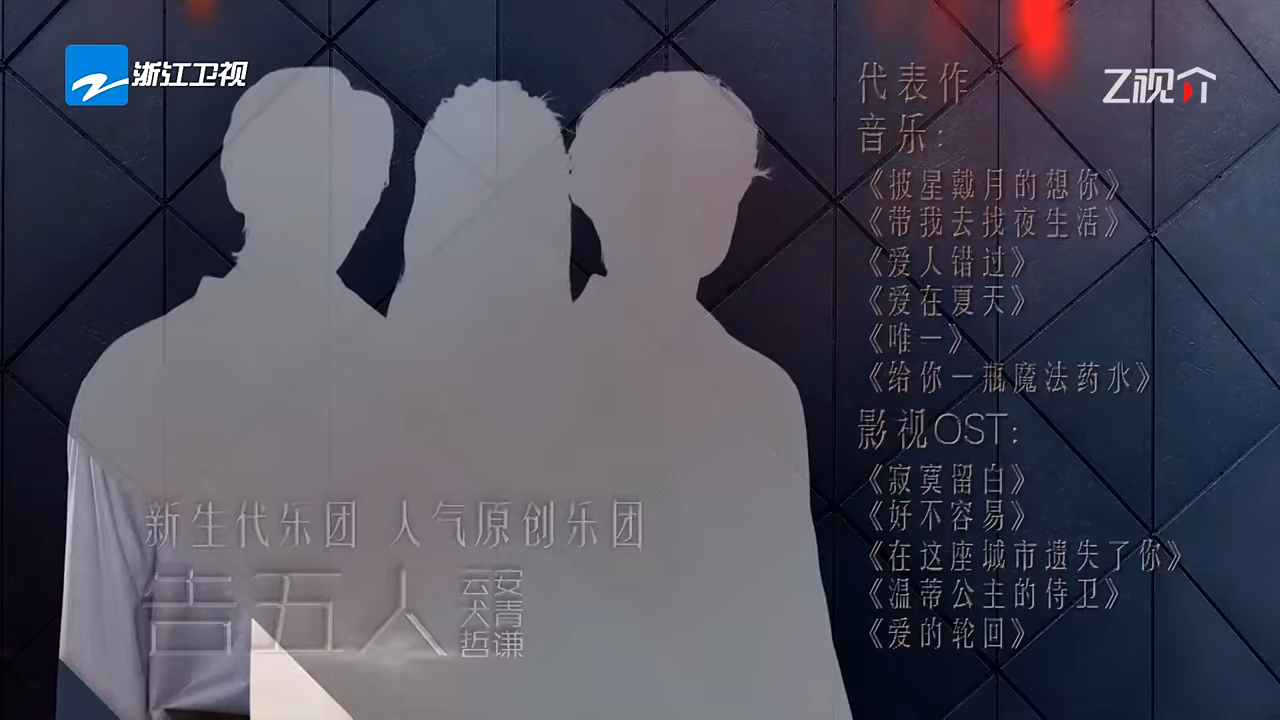 浙江卫视
Z视介
代表作
音乐:
《披星戴月的想你》
《带我去找夜生活》
《爱人错过》
《爱在夏天》
《唯一》
《给你一瓶魔法药水》
影视OST:
《寂寞留白》
《好不容易》
《在这座城市遗失了你》
《温蒂公主的侍卫》
《爱的轮回》
新生代乐团 人气原创乐团
告五人
云安
犬青
哲谦